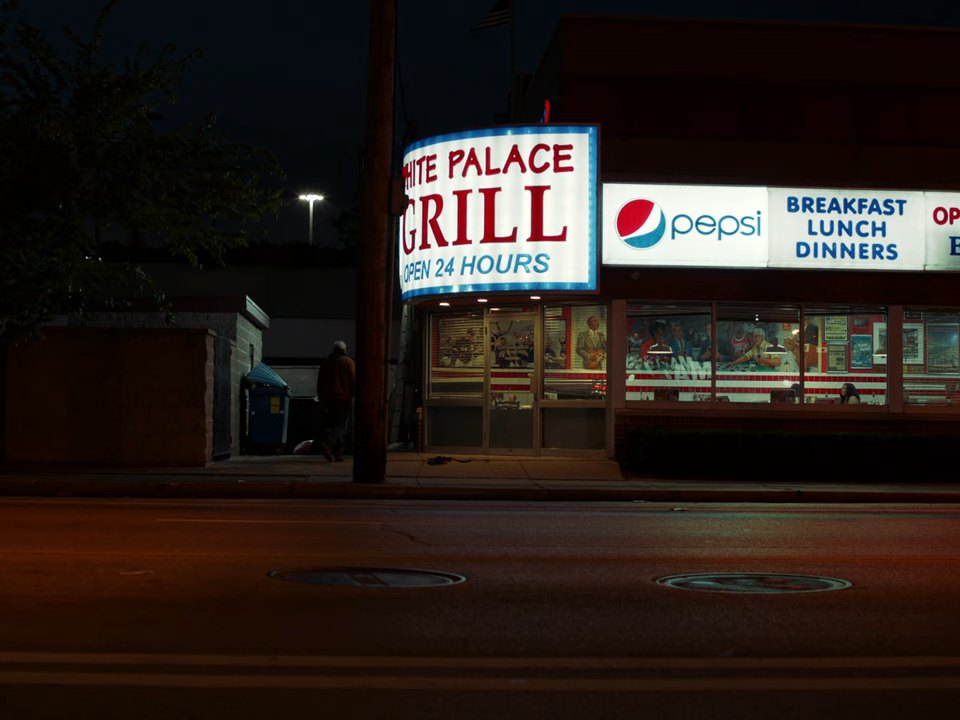 HITE PALACE
GRILL
OPEN 24 HOURS
pepsi
BREAKFAST
LUNCH
DINNERS
OP